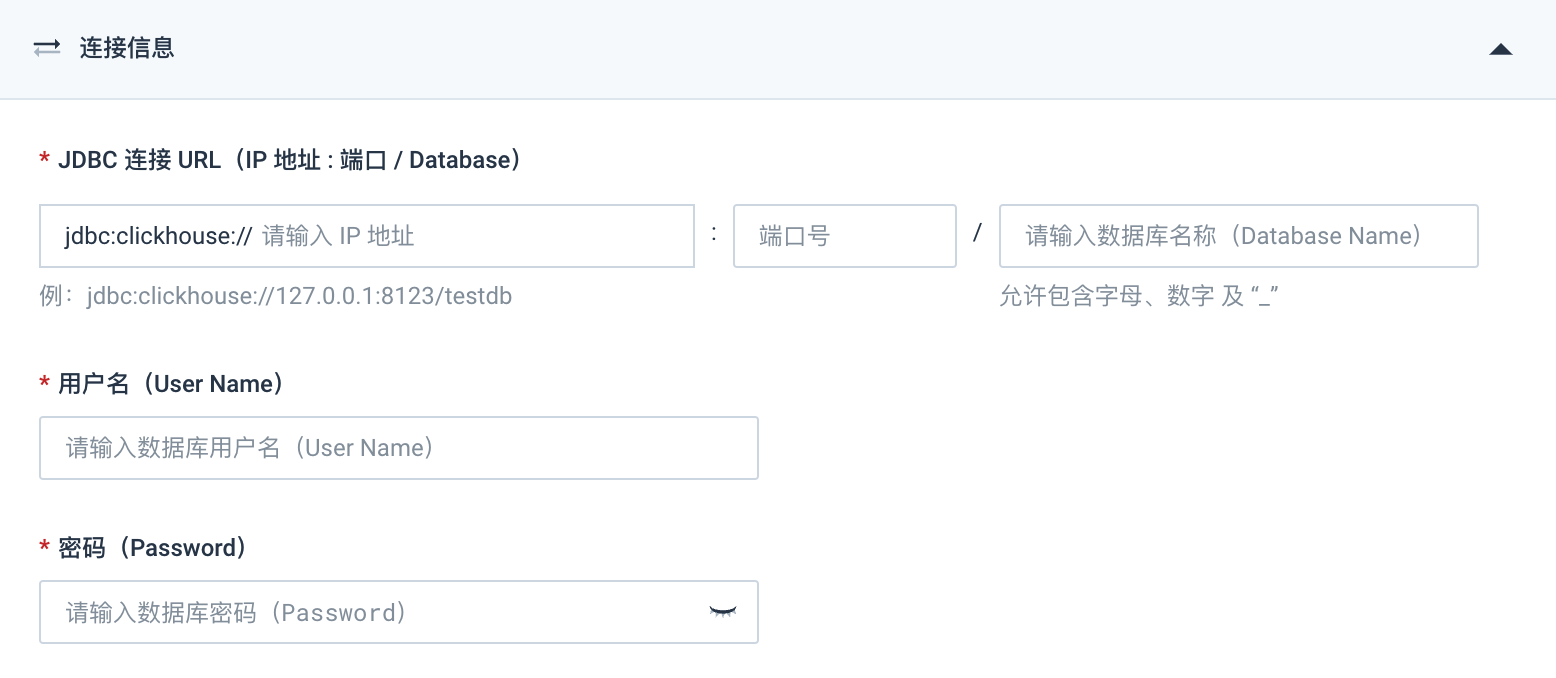 连接信息
* JDBC 连接 URL（IP 地址 : 端口 / Database）
jdbc:clickhouse:// 请输入 IP 地址 : 端口号 / 请输入数据库名称（Database Name）
例：jdbc:clickhouse://127.0.0.1:8123/testdb 允许包含字母、数字 及 “_”
* 用户名（User Name）
请输入数据库用户名（User Name）
* 密码（Password）
请输入数据库密码（Password）